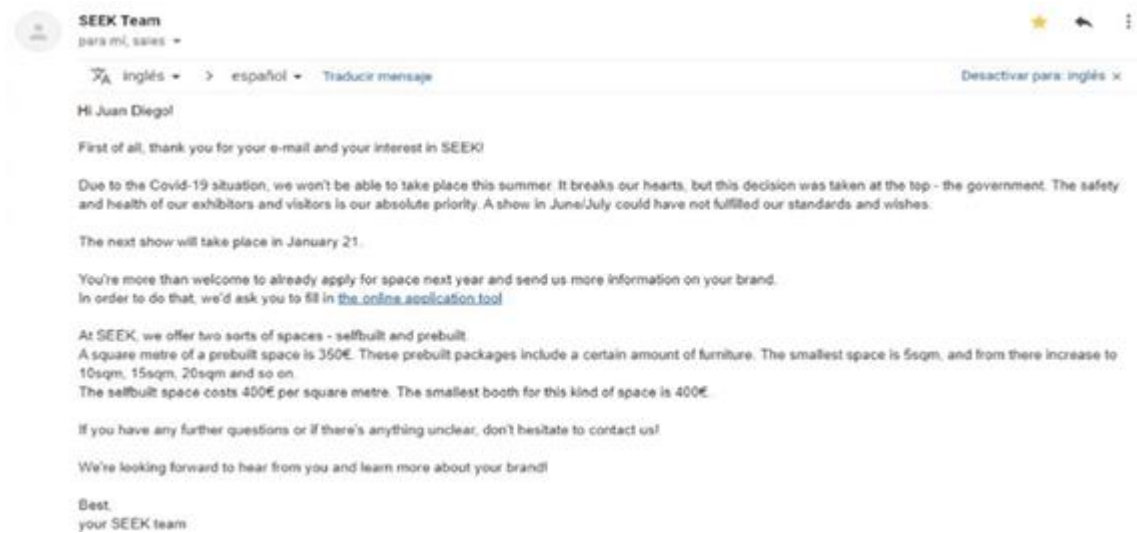 SEEK Team
para mí, sales
inglés > español Traducir mensaje Desactivar para: inglés x
Hi Juan Diego!
First of all, thank you for your e-mail and your interest in SEEK!
Due to the Covid-19 situation, we won't be able to take place this summer. It breaks our hearts, but this decision was taken at the top - the government. The safety
and health of our exhibitors and visitors is our absolute priority. A show in June/July could have not fulfilled our standards and wishes.
The next show will take place in January 21.
You're more than welcome to already apply for space next year and send us more information on your brand.
In order to do that, we'd ask you to fill in the online application tool
At SEEK, we offer two sorts of spaces - selfbuilt and prebuilt.
A square metre of a prebuilt space is 350€. These prebuilt packages include a certain amount of furniture. The smallest space is 5sqm, and from there increase to
10sqm, 15sqm, 20sqm and so on.
The selfbuilt space costs 400€ per square metre. The smallest booth for this kind of space is 400€.
If you have any further questions or if there's anything unclear, don't hesitate to contact us!
We're looking forward to hear from you and learn more about your brand!
Best,
your SEEK team